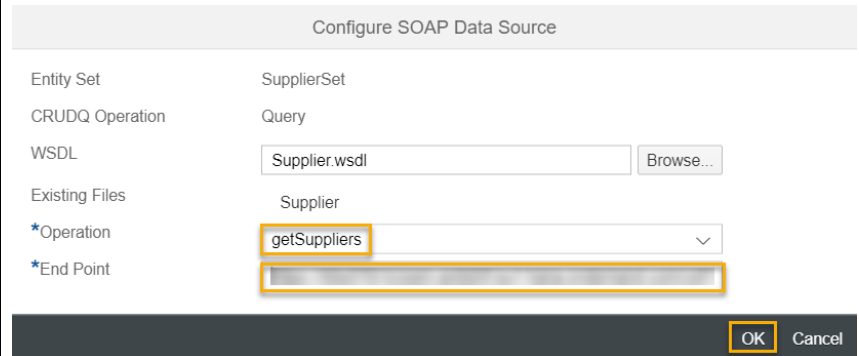 Configure SOAP Data Source
Entity Set SupplierSet
CRUDQ Operation Query
WSDL Supplier.wsdl Browse...
Existing Files Supplier
*Operation getSuppliers
*End Point
OK Cancel